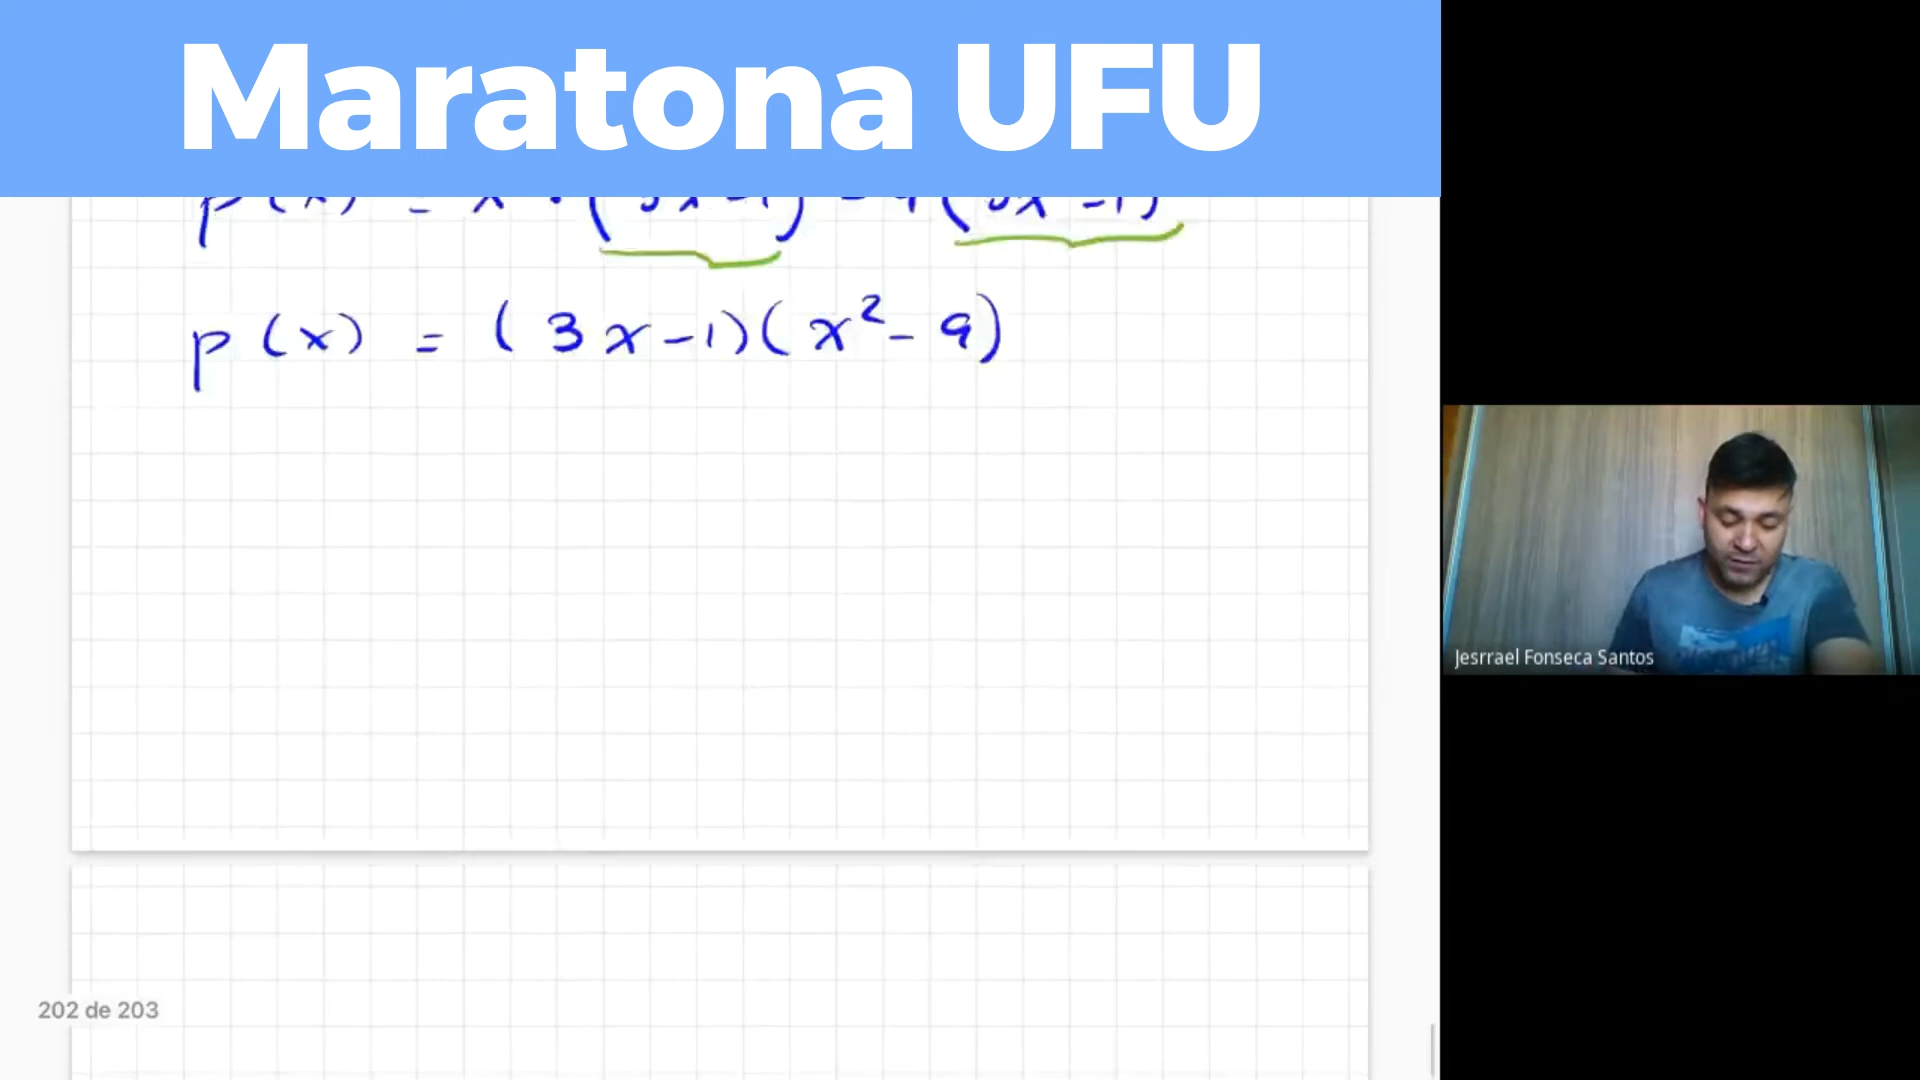 Maratona UFU
p(x) = (3x-1)(x²-9)
Jesrrael Fonseca Santos
202 de 203